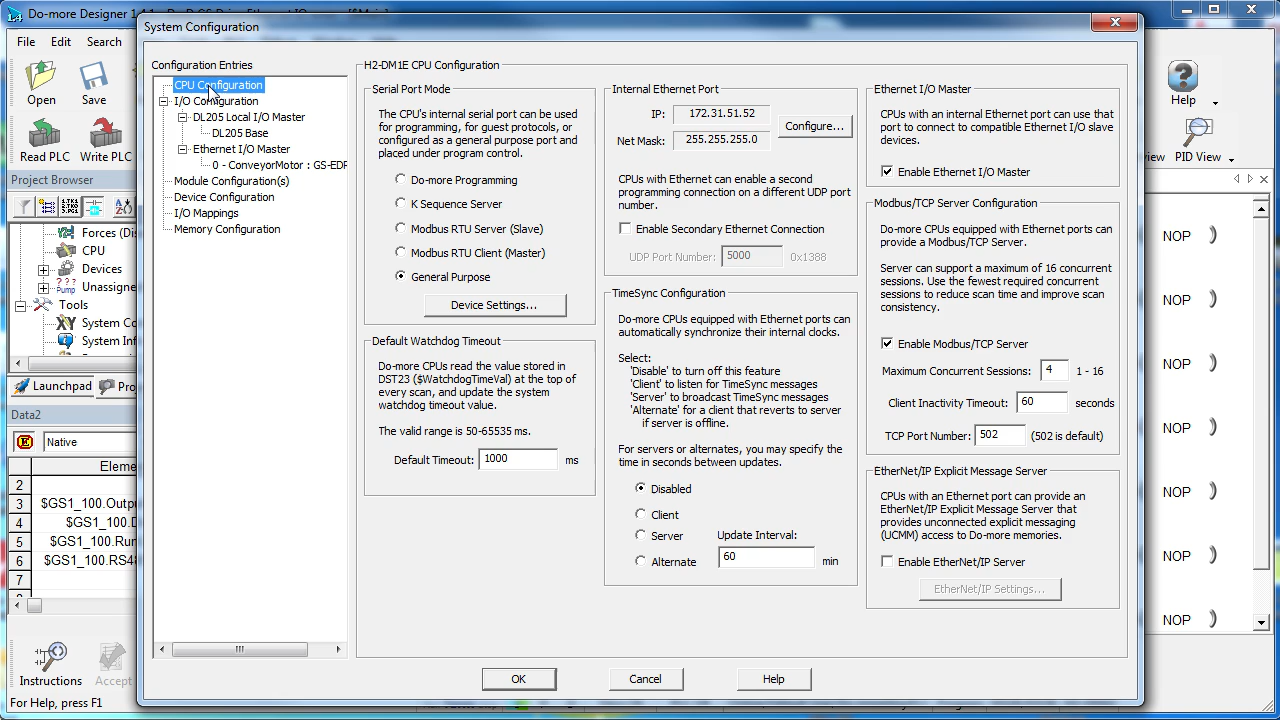 Do-more Designer
System Configuration
File Edit Search
Open Save
Read PLC Write PLC
Project Browser
Forces (Dis
CPU
Devices
Unassigne
Tools
System Co
System Inf
Launchpad
Data2
Native
Eleme
2
3 $GS1_100.Outp
4 $GS1_100.D
5 $GS1_100.Run
6 $GS1_100.RS48
7
Instructions Accept
For Help, press F1
Configuration Entries
CPU Configuration
I/O Configuration
DL205 Local I/O Master
DL205 Base
Ethernet I/O Master
0 - ConveyorMotor : GS-EDR
Module Configuration(s)
Device Configuration
I/O Mappings
Memory Configuration
H2-DM1E CPU Configuration
Serial Port Mode
The CPU's internal serial port can be
used for programming, for guest protocols, or
configured as a general purpose port and
placed under program control.
Do-more Programming
K Sequence Server
Modbus RTU Server (Slave)
Modbus RTU Client (Master)
General Purpose
Device Settings...
Default Watchdog Timeout
Do-more CPUs read the value stored in
DST23 ($WatchdogTimeVal) at the top of
every scan, and update the system
watchdog timeout value.
The valid range is 50-65535 ms.
Default Timeout: 1000 ms
Internal Ethernet Port
IP: 172.31.51.52
Configure...
Net Mask: 255.255.255.0
CPUs with Ethernet can enable a second
programming connection on a different UDP port
number.
Enable Secondary Ethernet Connection
UDP Port Number: 5000 0x1388
TimeSync Configuration
Do-more CPUs equipped with Ethernet ports can
automatically synchronize their internal clocks.
Select:
'Disable' to turn off this feature
'Client' to listen for TimeSync messages
'Server' to broadcast TimeSync messages
'Alternate' for a client that reverts to server
if server is offline.
For servers or alternates, you may specify the
time in seconds between updates.
Disabled
Client
Server Update Interval:
Alternate 60 min
Ethernet I/O Master
CPUs with an internal Ethernet port can use that
port to connect to compatible Ethernet I/O slave
devices.
Enable Ethernet I/O Master
Modbus/TCP Server Configuration
Do-more CPUs equipped with Ethernet ports can
provide a Modbus/TCP Server.
Server can support a maximum of 16 concurrent
sessions. Use the fewest required concurrent
sessions to reduce scan time and improve scan
consistency.
Enable Modbus/TCP Server
Maximum Concurrent Sessions: 4 1 - 16
Client Inactivity Timeout: 60 seconds
TCP Port Number: 502 (502 is default)
EtherNet/IP Explicit Message Server
CPUs with an Ethernet port can provide an
EtherNet/IP Explicit Message Server that
provides unconnected explicit messaging
(UCMM) access to Do-more memories.
Enable EtherNet/IP Server
EtherNet/IP Settings...
OK Cancel Help
Help
view PID View
NOP
NOP
NOP
NOP
NOP
NOP
NOP